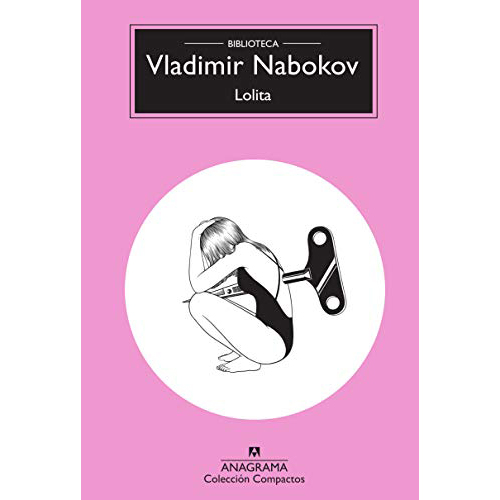 BIBLIOTECA
Vladimir Nabokov
Lolita
ANAGRAMA
Colección Compactos